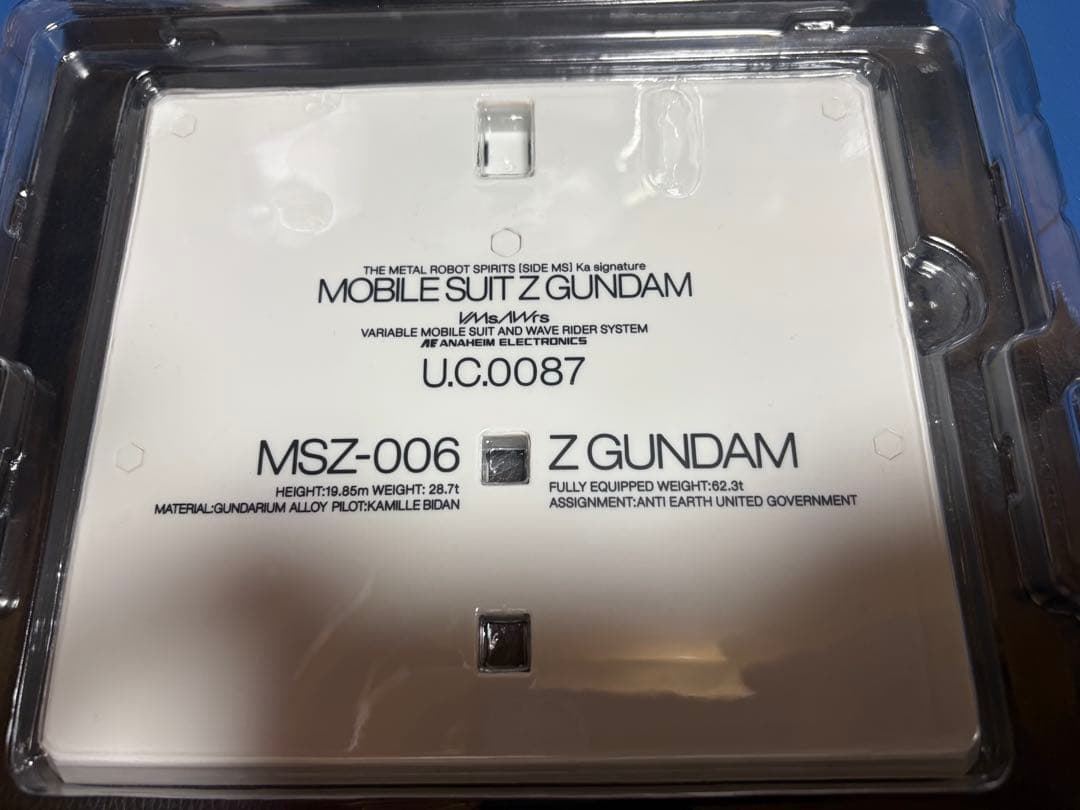 THE METAL ROBOT SPIRITS [SIDE MS] Ka signature
MOBILE SUIT Z GUNDAM
VMsAWrs
VARIABLE MOBILE SUIT AND WAVE RIDER SYSTEM
AE ANAHEIM ELECTRONICS
U.C.0087
MSZ-006 Z GUNDAM
HEIGHT:19.85m WEIGHT: 28.7t FULLY EQUIPPED WEIGHT:62.3t
MATERIAL:GUNDARIUM ALLOY PILOT:KAMILLE BIDAN ASSIGNMENT:ANTI EARTH UNITED GOVERNMENT